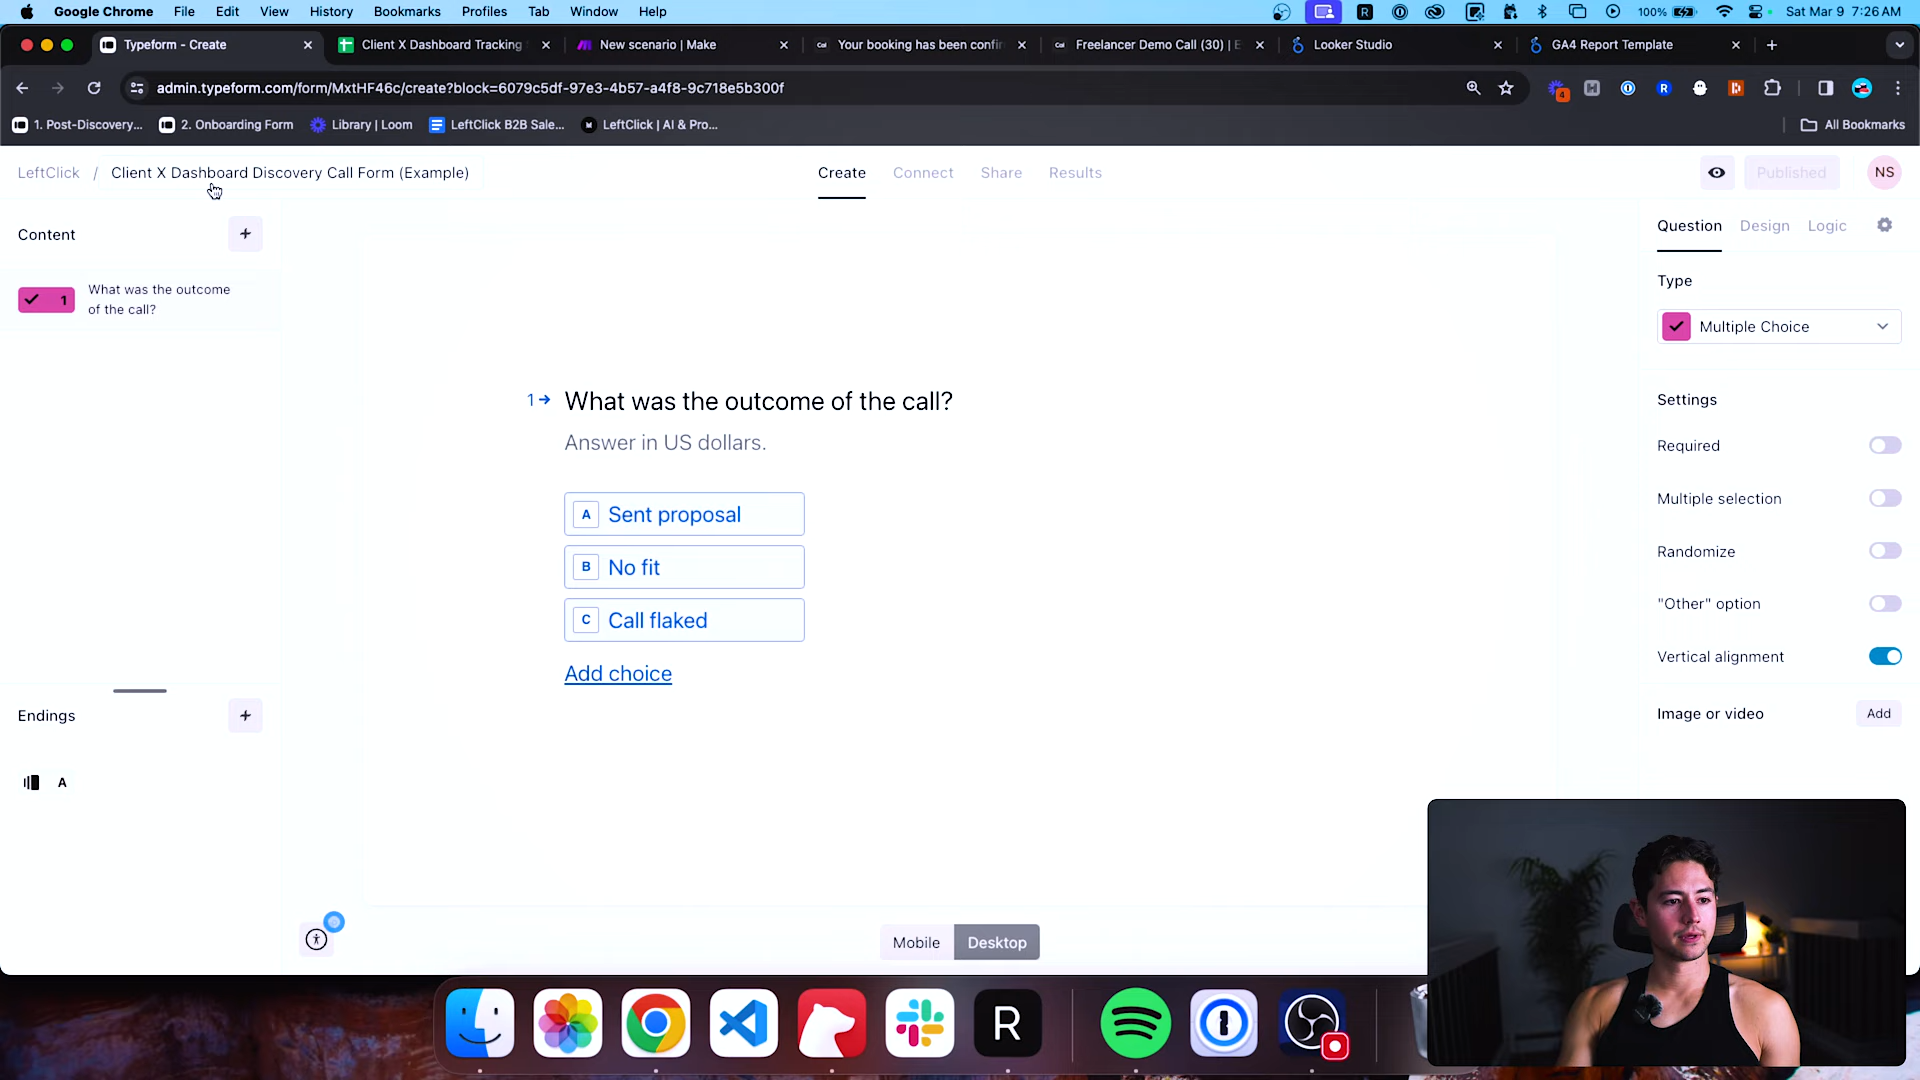 Google Chrome File Edit View History Bookmarks Profiles Tab Window Help 100% Sat Mar 9 7:26 AM
Typeform - Create
Client X Dashboard Tracking
New scenario | Make
Your booking has been confir
Freelancer Demo Call (30) | E
Looker Studio
GA4 Report Template
admin.typeform.com/form/MxtHF46c/create?block=6079c5df-97e3-4b57-a4f8-9c718e5b300f
4
1. Post-Discovery...
2. Onboarding Form
Library | Loom
LeftClick B2B Sale...
LeftClick | AI & Pro...
All Bookmarks
LeftClick / Client X Dashboard Discovery Call Form (Example)
Create Connect Share Results
Published
NS
Content
+
1
What was the outcome
of the call?
1 What was the outcome of the call?
Answer in US dollars.
A Sent proposal
B No fit
C Call flaked
Add choice
Endings
+
A
Mobile Desktop
Question Design Logic
Type
Multiple Choice
Settings
Required
Multiple selection
Randomize
"Other" option
Vertical alignment
Image or video
Add
R